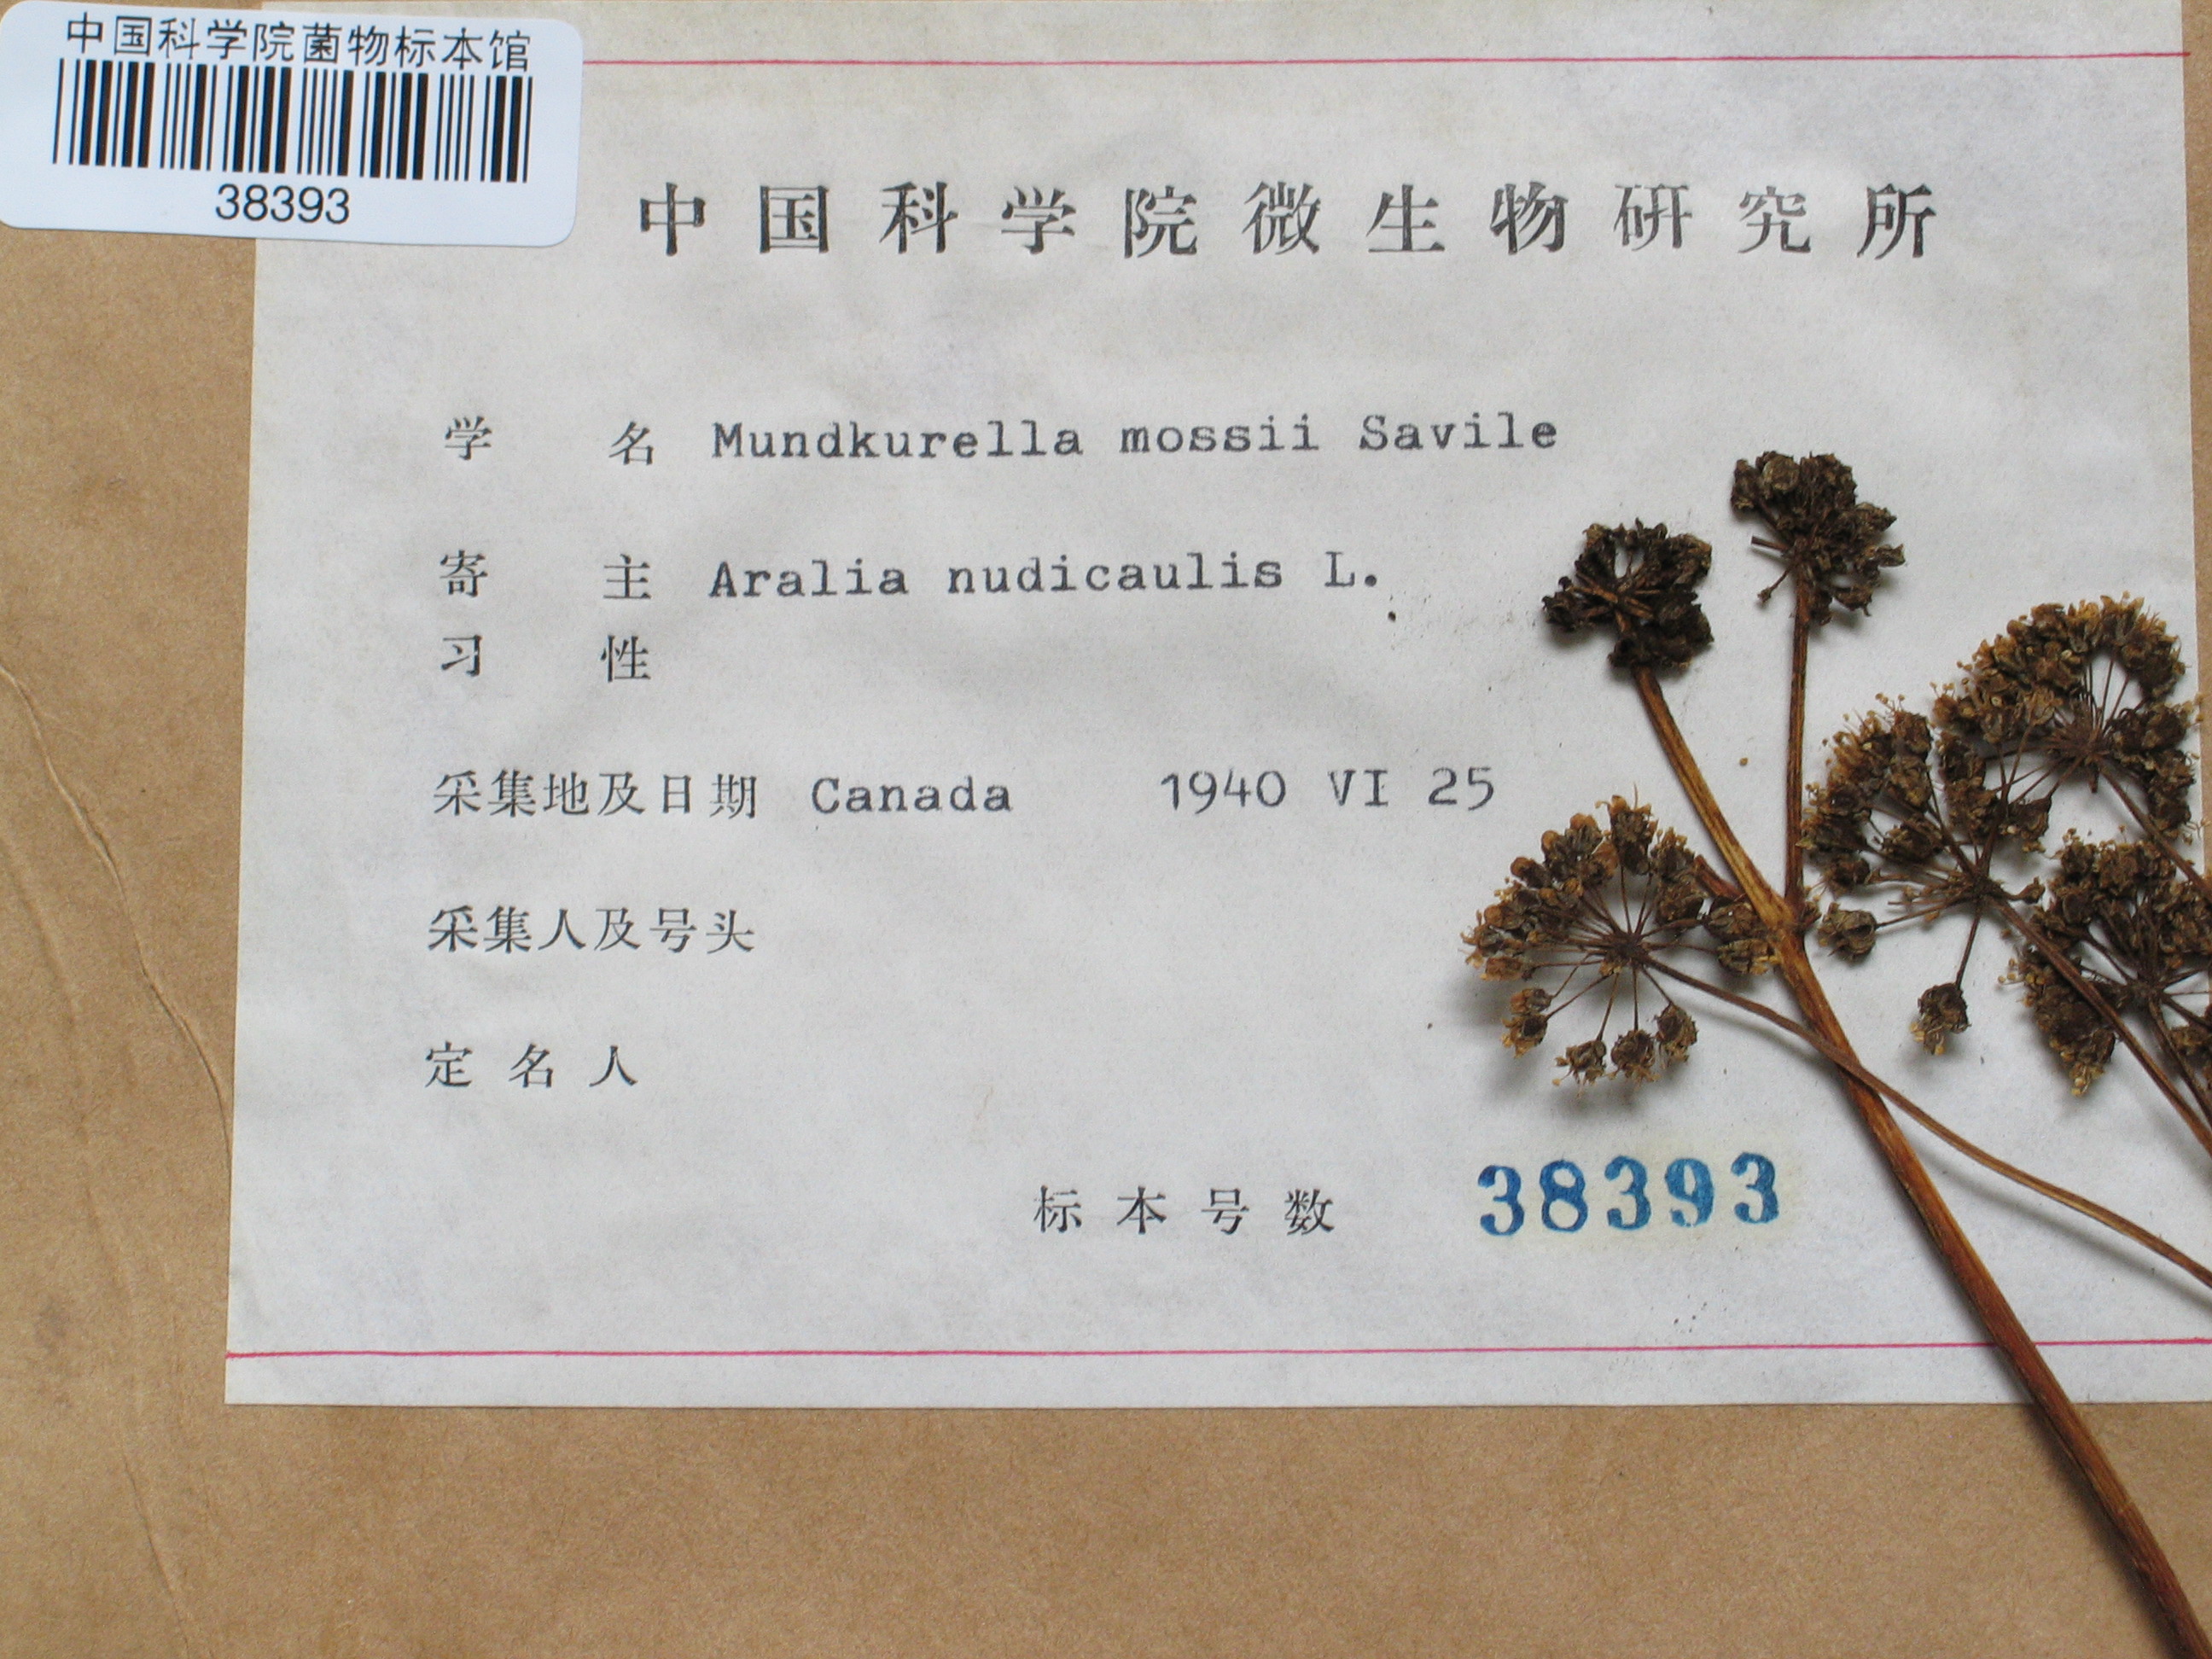 中国科学院菌物标本馆
38393
中国科学院微生物研究所
学 名 Mundkurella mossii Savile
寄 主 Aralia nudicaulis L.
习 性
采集地及日期 Canada 1940 VI 25
采集人及号头
定名人
标本号数 38393